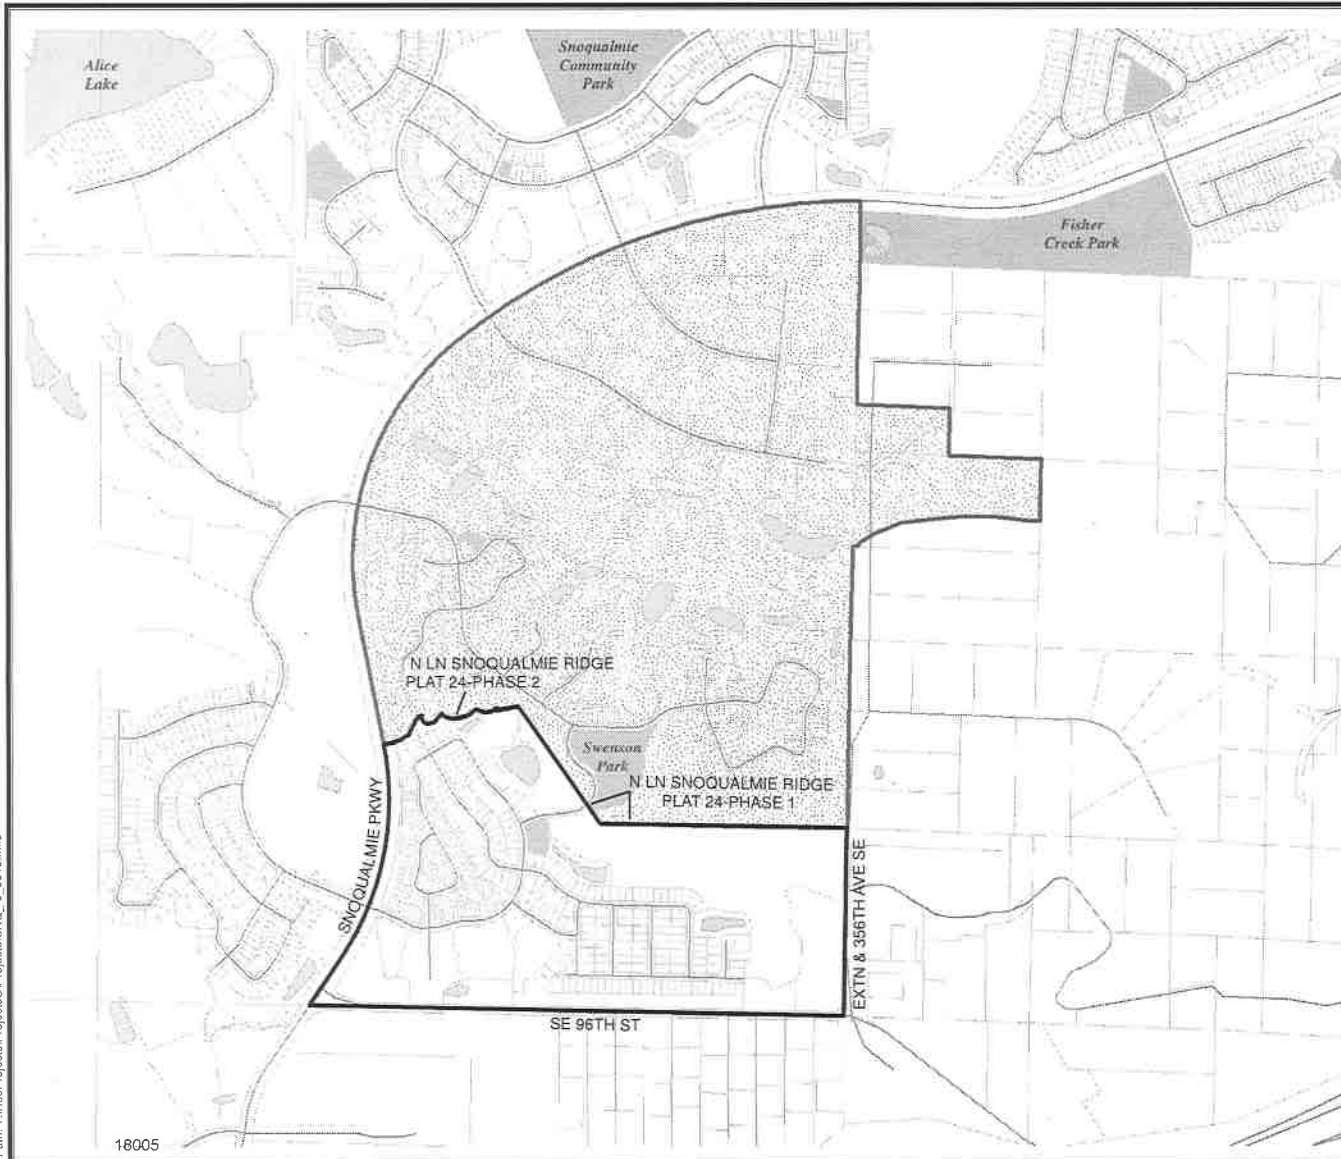 Alice
Lake
Snoqualmie
Community
Park
Fisher
Creek Park
N LN SNOQUALMIE RIDGE
PLAT 24-PHASE 2
Swenson
Park
N LN SNOQUALMIE RIDGE
PLAT 24-PHASE 1
SNOQUALMIE PKWY
EXTN & 356TH AVE SE
SE 96TH ST
18005